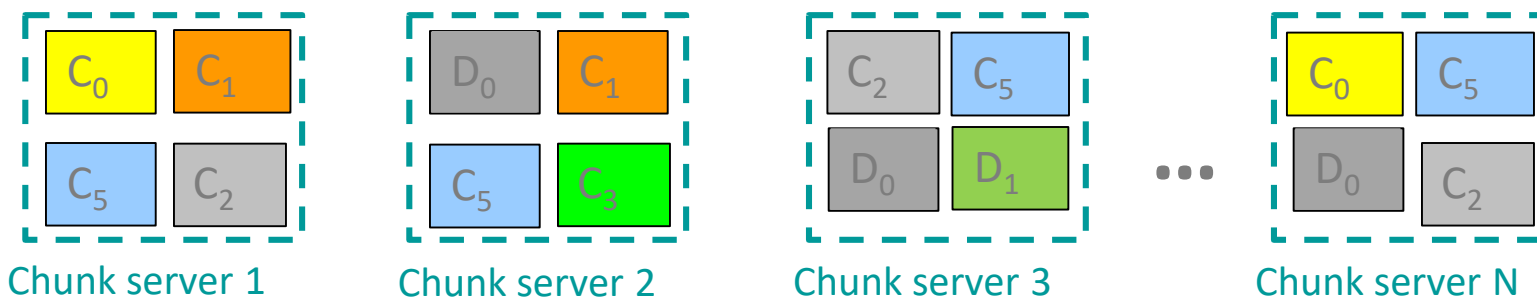 C0 C1 D0 C1 C2 C5 C0 C5
C5 C2 C5 C3 D0 D1 ... D0 C2
Chunk server 1 Chunk server 2 Chunk server 3 Chunk server N